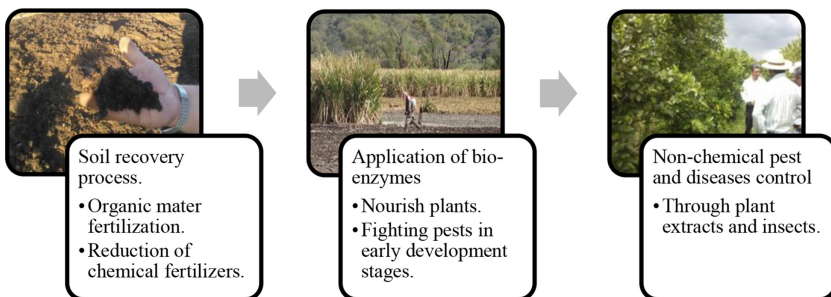 Soil recovery
process.
•Organic mater
fertilization.
•Reduction of
chemical fertilizers.
Application of bio-
enzymes
•Nourish plants.
•Fighting pests in
early development
stages.
Non-chemical pest
and diseases control
•Through plant
extracts and insects.